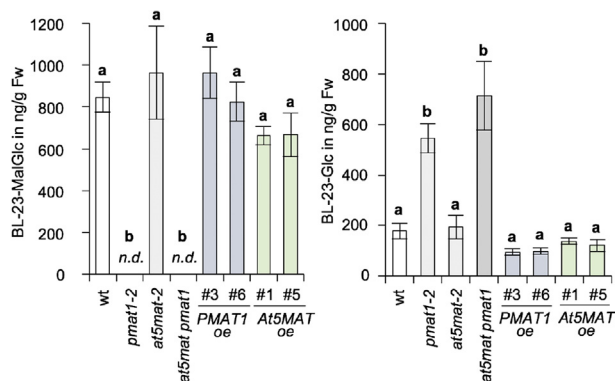 BL-23-MalGlc in ng/g Fw
1200
1000
800
600
400
200
0
a
b
n.d.
a
b
n.d.
a
a
a
a
wt
pmat1-2
at5mat-2
at5mat pmat1
#3 #6 #1 #5
PMAT1 At5MAT
oe oe
BL-23-Glc in ng/g Fw
1000
800
600
400
200
0
a
b
a
b
a
a
a
a
wt
pmat1-2
at5mat-2
at5mat pmat1
#3 #6 #1 #5
PMAT1 At5MAT
oe oe